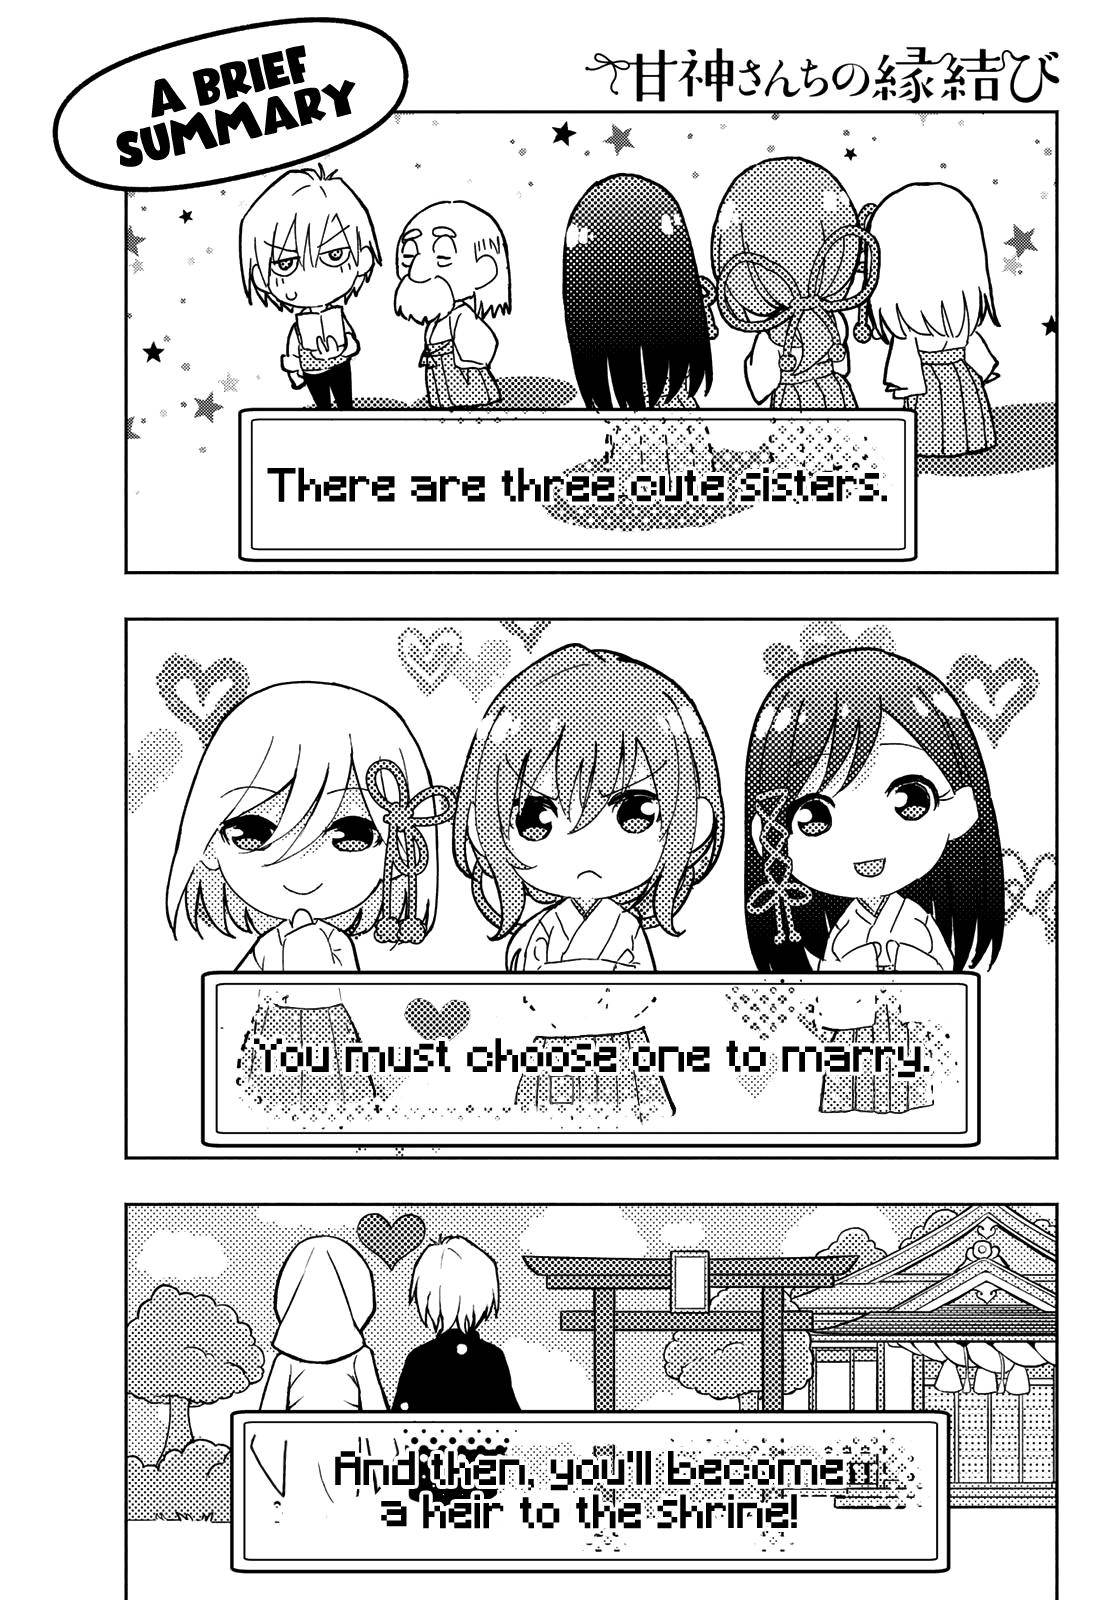 A BRIEF
SUMMARY
甘神さんちの縁結び
There are three cute sisters.
You must choose one to marry.
And then, you'll become
a heir to the shrine!